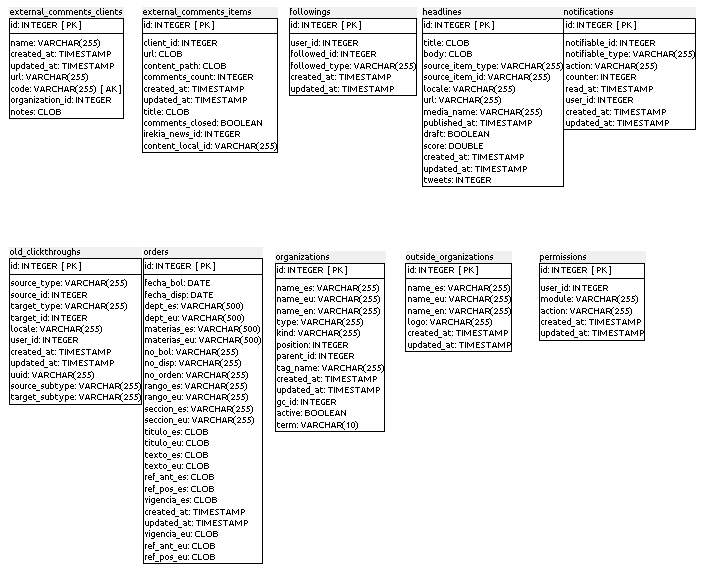 external_comments_clients
id: INTEGER [ PK ]
name: VARCHAR(255)
created_at: TIMESTAMP
updated_at: TIMESTAMP
url: VARCHAR(255)
code: VARCHAR(255) [ AK ]
organization_id: INTEGER
notes: CLOB
external_comments_items
id: INTEGER [ PK ]
client_id: INTEGER
url: CLOB
content_path: CLOB
comments_count: INTEGER
created_at: TIMESTAMP
updated_at: TIMESTAMP
title: CLOB
comments_closed: BOOLEAN
irekia_news_id: INTEGER
content_local_id: VARCHAR(255)
followings
id: INTEGER [ PK ]
user_id: INTEGER
followed_id: INTEGER
followed_type: VARCHAR(255)
created_at: TIMESTAMP
updated_at: TIMESTAMP
headlines
id: INTEGER [ PK ]
title: CLOB
body: CLOB
source_item_type: VARCHAR(255)
source_item_id: VARCHAR(255)
locale: VARCHAR(255)
url: VARCHAR(255)
media_name: VARCHAR(255)
published_at: TIMESTAMP
draft: BOOLEAN
score: DOUBLE
created_at: TIMESTAMP
updated_at: TIMESTAMP
tweets: INTEGER
notifications
id: INTEGER [ PK ]
notifiable_id: INTEGER
notifiable_type: VARCHAR(255)
action: VARCHAR(255)
counter: INTEGER
read_at: TIMESTAMP
user_id: INTEGER
created_at: TIMESTAMP
updated_at: TIMESTAMP
old_clickthroughs
id: INTEGER [ PK ]
source_type: VARCHAR(255)
source_id: INTEGER
target_type: VARCHAR(255)
target_id: INTEGER
locale: VARCHAR(255)
user_id: INTEGER
created_at: TIMESTAMP
updated_at: TIMESTAMP
uuid: VARCHAR(255)
source_subtype: VARCHAR(255)
target_subtype: VARCHAR(255)
orders
id: INTEGER [ PK ]
fecha_bol: DATE
fecha_disp: DATE
dept_es: VARCHAR(500)
dept_eu: VARCHAR(500)
materias_es: VARCHAR(500)
materias_eu: VARCHAR(500)
no_bol: VARCHAR(255)
no_disp: VARCHAR(255)
no_orden: VARCHAR(255)
rango_es: VARCHAR(255)
rango_eu: VARCHAR(255)
seccion_es: VARCHAR(255)
seccion_eu: VARCHAR(255)
titulo_es: CLOB
titulo_eu: CLOB
texto_es: CLOB
texto_eu: CLOB
ref_ant_es: CLOB
ref_pos_es: CLOB
vigencia_es: CLOB
created_at: TIMESTAMP
updated_at: TIMESTAMP
vigencia_eu: CLOB
ref_ant_eu: CLOB
ref_pos_eu: CLOB
organizations
id: INTEGER [ PK ]
name_es: VARCHAR(255)
name_eu: VARCHAR(255)
name_en: VARCHAR(255)
type: VARCHAR(255)
kind: VARCHAR(255)
position: INTEGER
parent_id: INTEGER
tag_name: VARCHAR(255)
created_at: TIMESTAMP
updated_at: TIMESTAMP
gc_id: INTEGER
active: BOOLEAN
term: VARCHAR(10)
outside_organizations
id: INTEGER [ PK ]
name_es: VARCHAR(255)
name_eu: VARCHAR(255)
name_en: VARCHAR(255)
logo: VARCHAR(255)
created_at: TIMESTAMP
updated_at: TIMESTAMP
permissions
id: INTEGER [ PK ]
user_id: INTEGER
module: VARCHAR(255)
action: VARCHAR(255)
created_at: TIMESTAMP
updated_at: TIMESTAMP